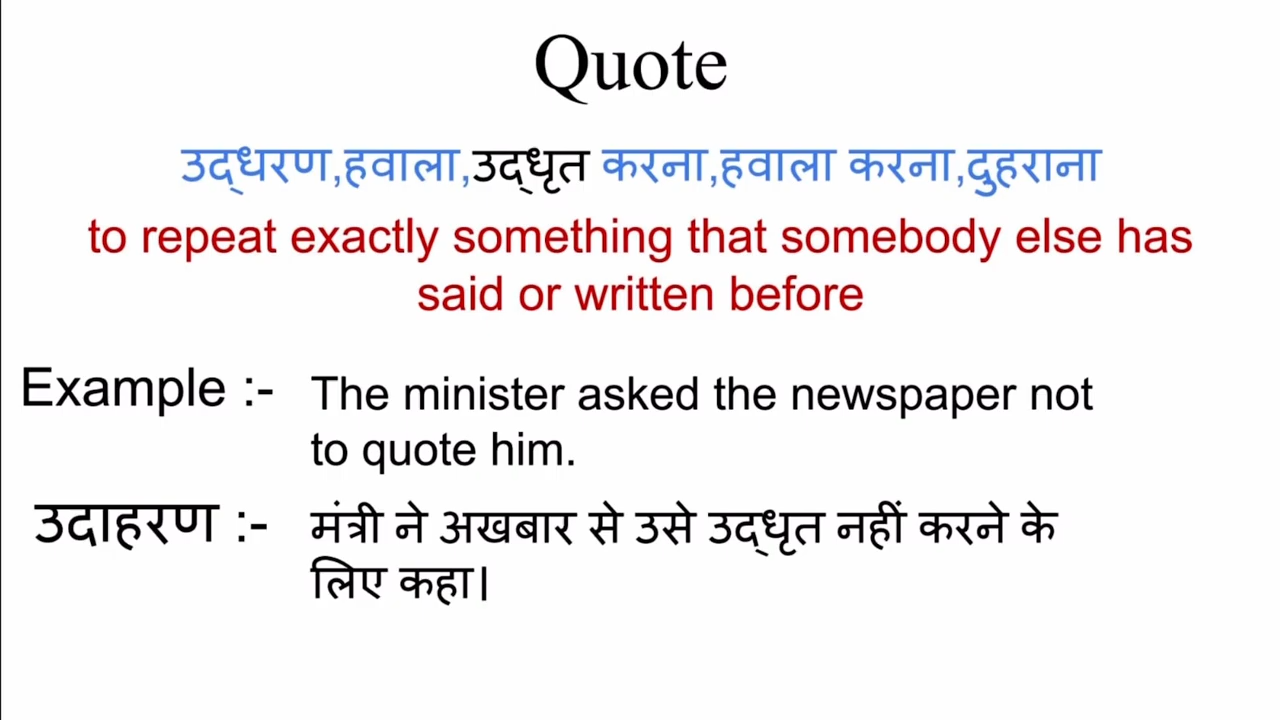 Quote
उद्धरण,हवाला,उद्धृत करना,हवाला करना,दुहराना
to repeat exactly something that somebody else has
said or written before
Example :- The minister asked the newspaper not
to quote him.
उदाहरण :- मंत्री ने अखबार से उसे उद्धृत नहीं करने के
लिए कहा।